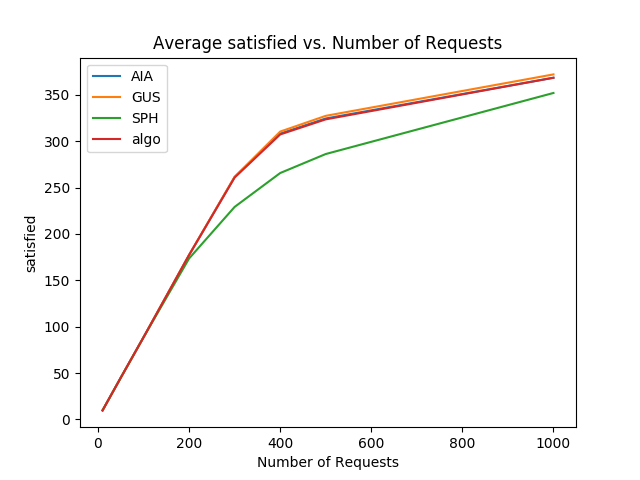 Average satisfied vs. Number of Requests
AIA
GUS
SPH
algo
satisfied
350
300
250
200
150
100
50
0
0 200 400 600 800 1000
Number of Requests